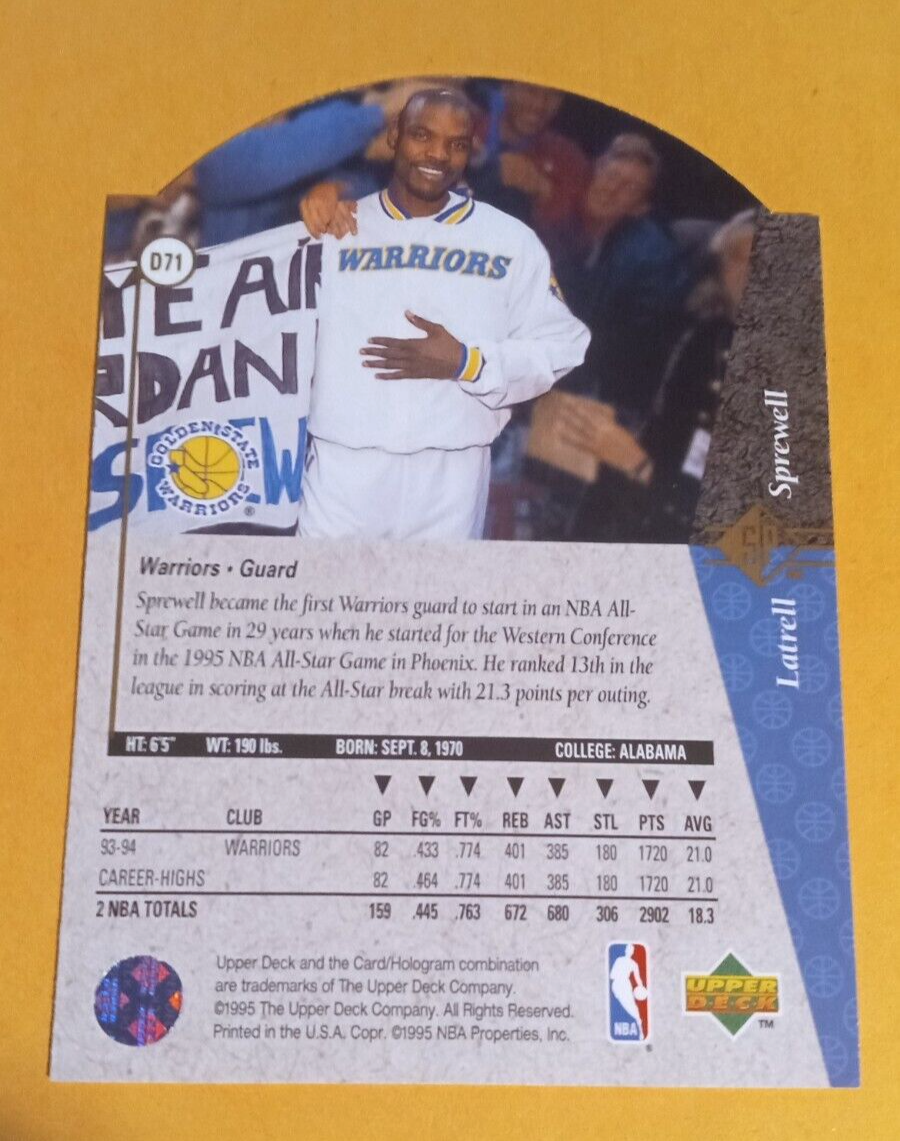 D71
YE AIR
RDAN
SPREW
WARRIORS
GOLDEN STATE
WARRIORS
®
Latrell Sprewell
SP
Warriors • Guard
Sprewell became the first Warriors guard to start in an NBA All-
Star Game in 29 years when he started for the Western Conference
in the 1995 NBA All-Star Game in Phoenix. He ranked 13th in the
league in scoring at the All-Star break with 21.3 points per outing.
HT: 6'5" WT: 190 lbs. BORN: SEPT. 8, 1970 COLLEGE: ALABAMA
YEAR CLUB GP FG% FT% REB AST STL PTS AVG
93-94 WARRIORS 82 .433 .774 401 385 180 1720 21.0
CAREER-HIGHS 82 .464 .774 401 385 180 1720 21.0
2 NBA TOTALS 159 .445 .763 672 680 306 2902 18.3
Upper Deck and the Card/Hologram combination
are trademarks of The Upper Deck Company.
©1995 The Upper Deck Company. All Rights Reserved.
Printed in the U.S.A. Copr. ©1995 NBA Properties, Inc.
NBA
®
UPPER
DECK
™